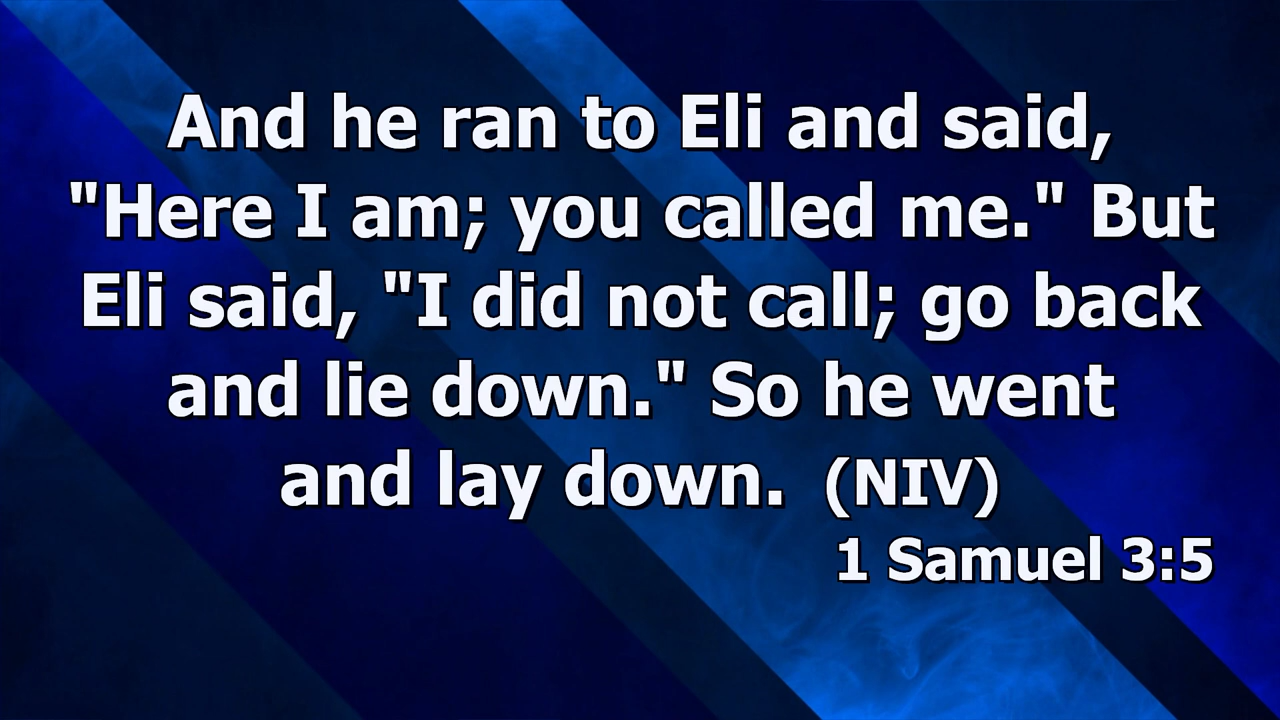 And he ran to Eli and said,
"Here I am; you called me." But
Eli said, "I did not call; go back
and lie down." So he went
and lay down. (NIV)
1 Samuel 3:5